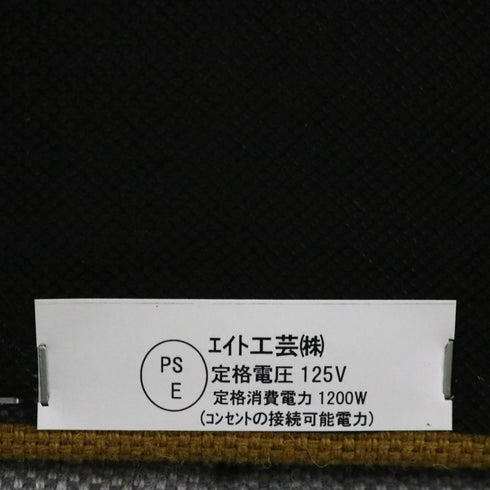 PS
E
ｴｲﾄ工芸㈱
定格電圧 125V
定格消費電力 1200W
(ｺﾝｾﾝﾄの接続可能電力)